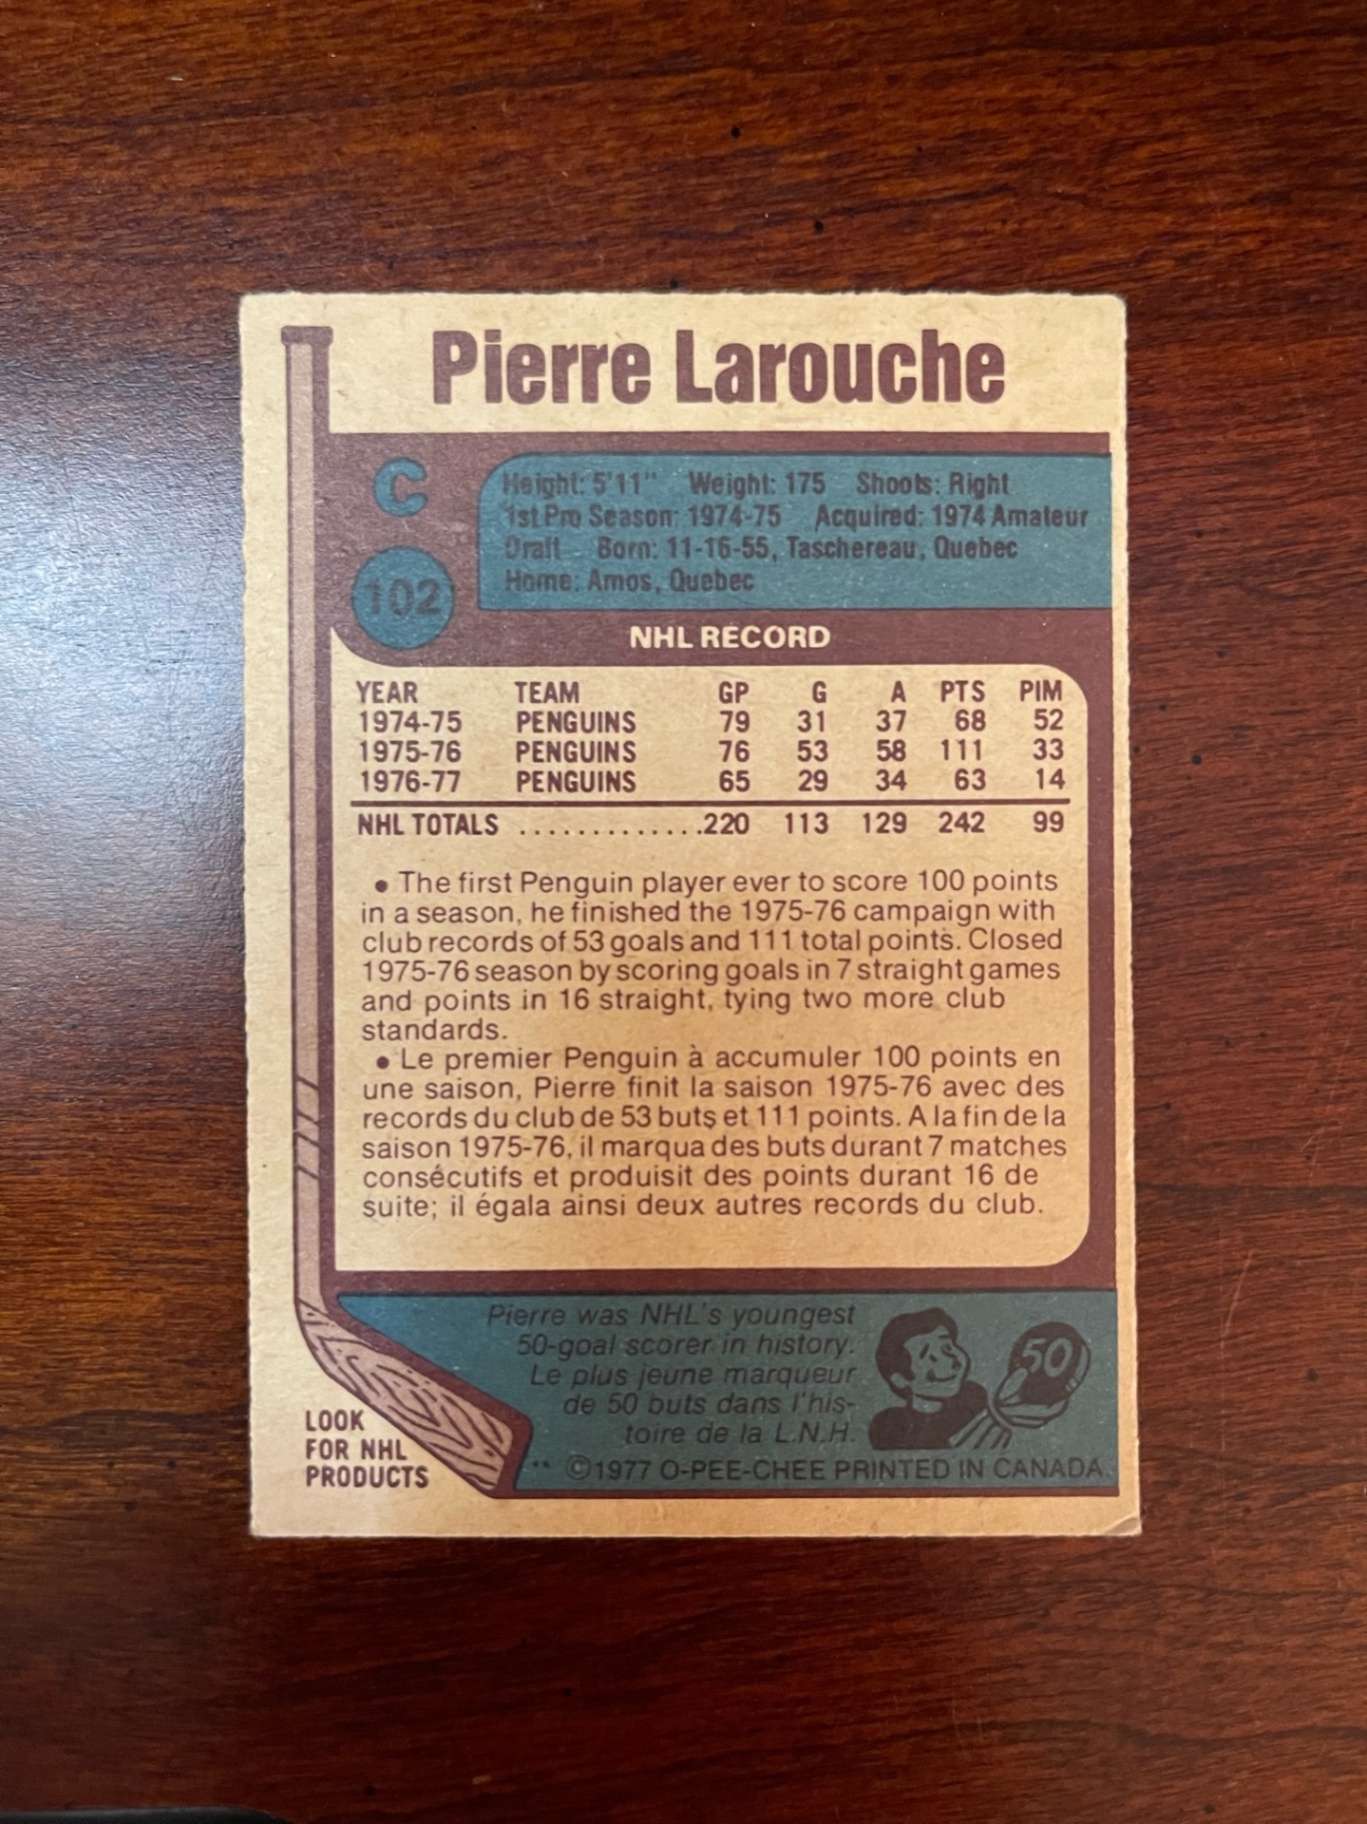 Pierre Larouche
C
Height: 5'11" Weight: 175 Shoots: Right
1st Pro Season: 1974-75 Acquired: 1974 Amateur
Draft Born: 11-16-55, Taschereau, Quebec
Home: Amos, Quebec
102
NHL RECORD
YEAR TEAM GP G A PTS PIM
1974-75 PENGUINS 79 31 37 68 52
1975-76 PENGUINS 76 53 58 111 33
1976-77 PENGUINS 65 29 34 63 14
NHL TOTALS .............220 113 129 242 99
• The first Penguin player ever to score 100 points
in a season, he finished the 1975-76 campaign with
club records of 53 goals and 111 total points. Closed
1975-76 season by scoring goals in 7 straight games
and points in 16 straight, tying two more club
standards.
• Le premier Penguin à accumuler 100 points en
une saison, Pierre finit la saison 1975-76 avec des
records du club de 53 buts et 111 points. A la fin de la
saison 1975-76, il marqua des buts durant 7 matches
consécutifs et produisit des points durant 16 de
suite; il égala ainsi deux autres records du club.
Pierre was NHL's youngest
50-goal scorer in history.
Le plus jeune marqueur
de 50 buts dans l'his-
toire de la L.N.H.
50
LOOK
FOR NHL
PRODUCTS
** ©1977 O-PEE-CHEE PRINTED IN CANADA.